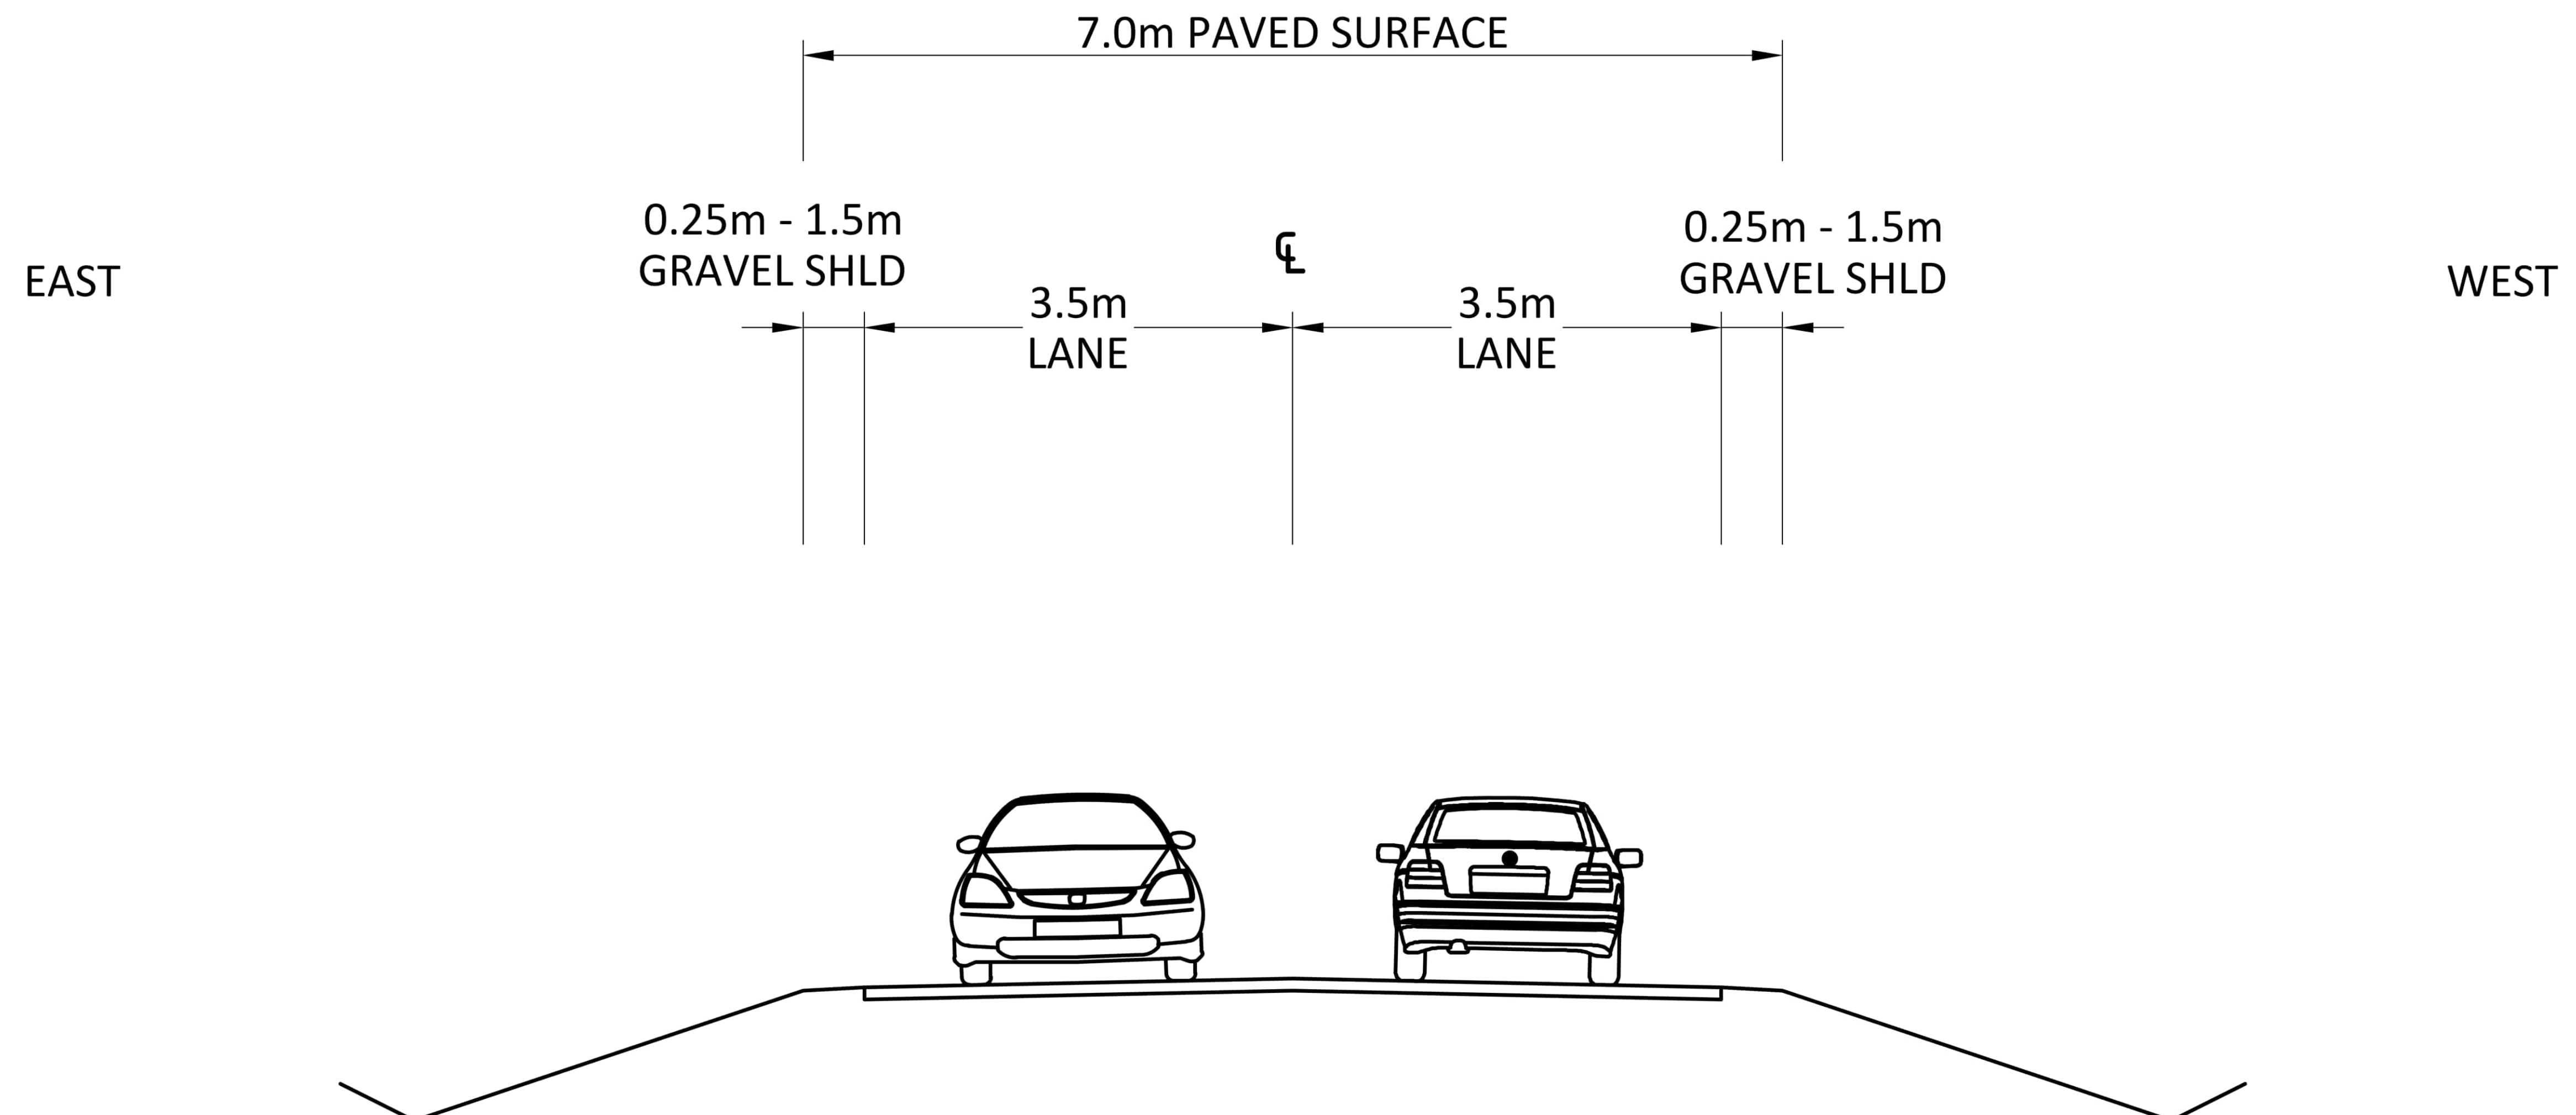 7.0m PAVED SURFACE
0.25m - 1.5m
GRAVEL SHLD
℄
0.25m - 1.5m
GRAVEL SHLD
EAST
WEST
3.5m
LANE
3.5m
LANE